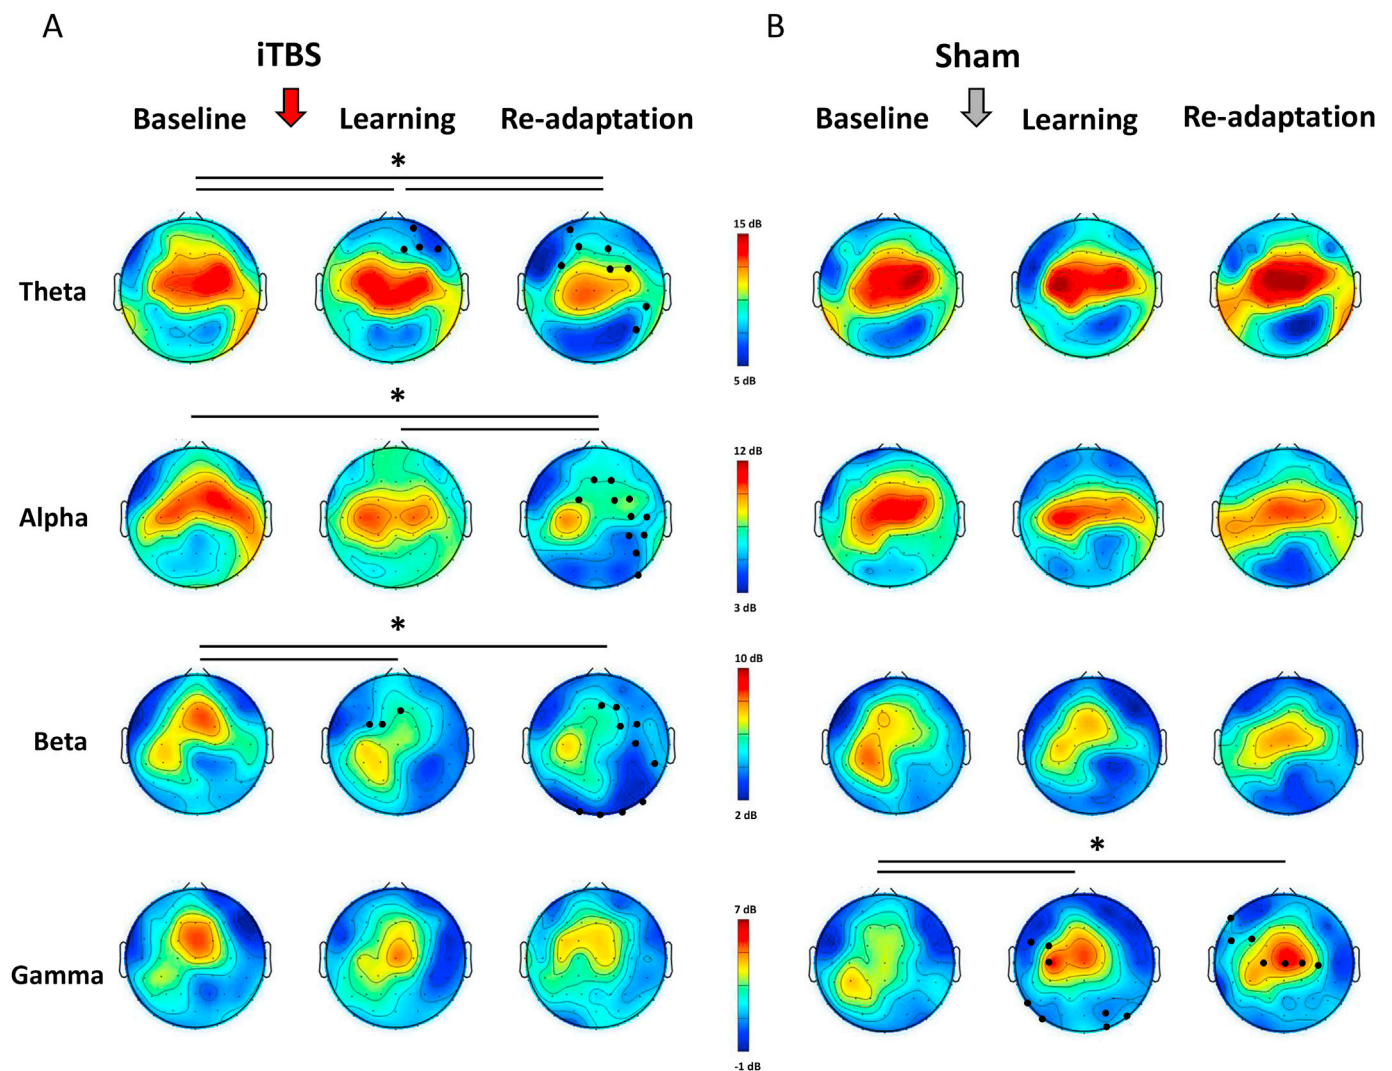 A
B
iTBS
Sham
Baseline
Learning
Re-adaptation
Baseline
Learning
Re-adaptation
*
Theta
15 dB
5 dB
*
Alpha
12 dB
3 dB
*
Beta
10 dB
2 dB
*
Gamma
7 dB
-1 dB